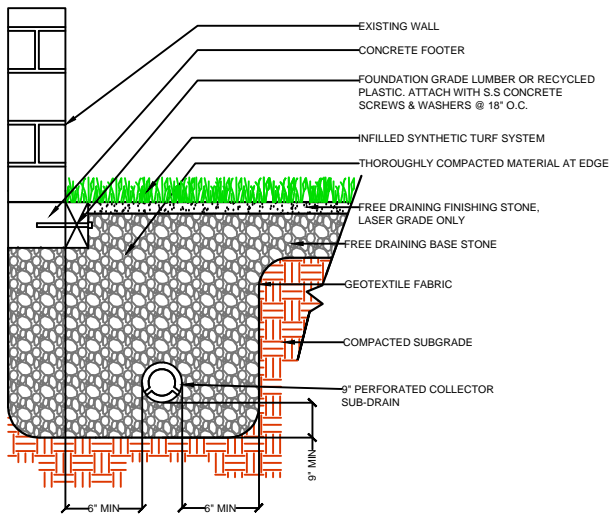 EXISTING WALL
CONCRETE FOOTER
FOUNDATION GRADE LUMBER OR RECYCLED
PLASTIC. ATTACH WITH S.S CONCRETE
SCREWS & WASHERS @ 18" O.C.
INFILLED SYNTHETIC TURF SYSTEM
THOROUGHLY COMPACTED MATERIAL AT EDGE
FREE DRAINING FINISHING STONE,
LASER GRADE ONLY
FREE DRAINING BASE STONE
GEOTEXTILE FABRIC
COMPACTED SUBGRADE
9" PERFORATED COLLECTOR
SUB-DRAIN
9" MIN
6" MIN
6" MIN